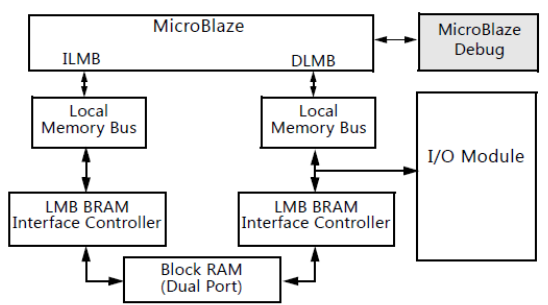 MicroBlaze
ILMB
DLMB
MicroBlaze
Debug
Local
Memory Bus
Local
Memory Bus
I/O Module
LMB BRAM
Interface Controller
LMB BRAM
Interface Controller
Block RAM
(Dual Port)